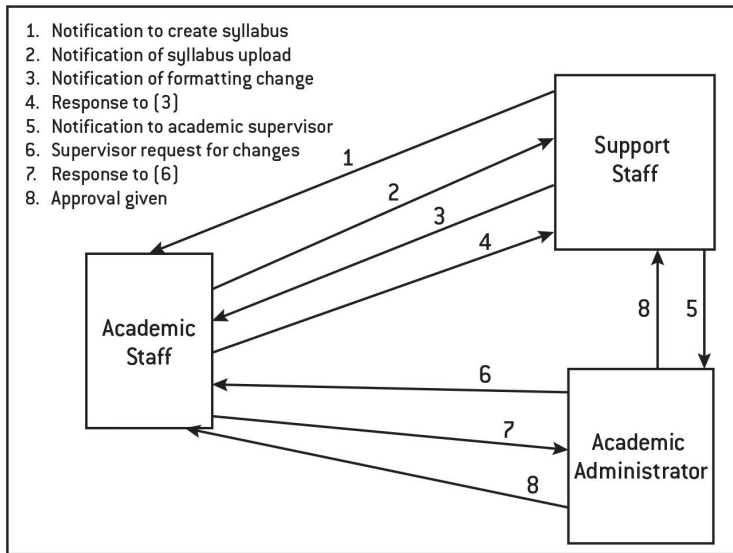 1. Notification to create syllabus
2. Notification of syllabus upload
3. Notification of formatting change
4. Response to (3)
5. Notification to academic supervisor
6. Supervisor request for changes
7. Response to (6)
8. Approval given
1
2
3
4
Support
Staff
8
5
Academic
Staff
6
7
8
Academic
Administrator